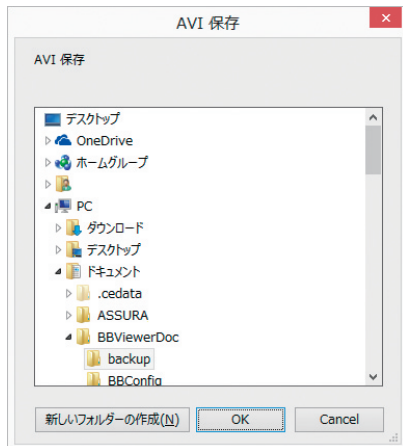 AVI 保存
AVI 保存
デスクトップ
OneDrive
ホームグループ
PC
ダウンロード
デスクトップ
ドキュメント
.cedata
ASSURA
BBViewerDoc
backup
BBConfig
新しいフォルダーの作成(N) OK Cancel